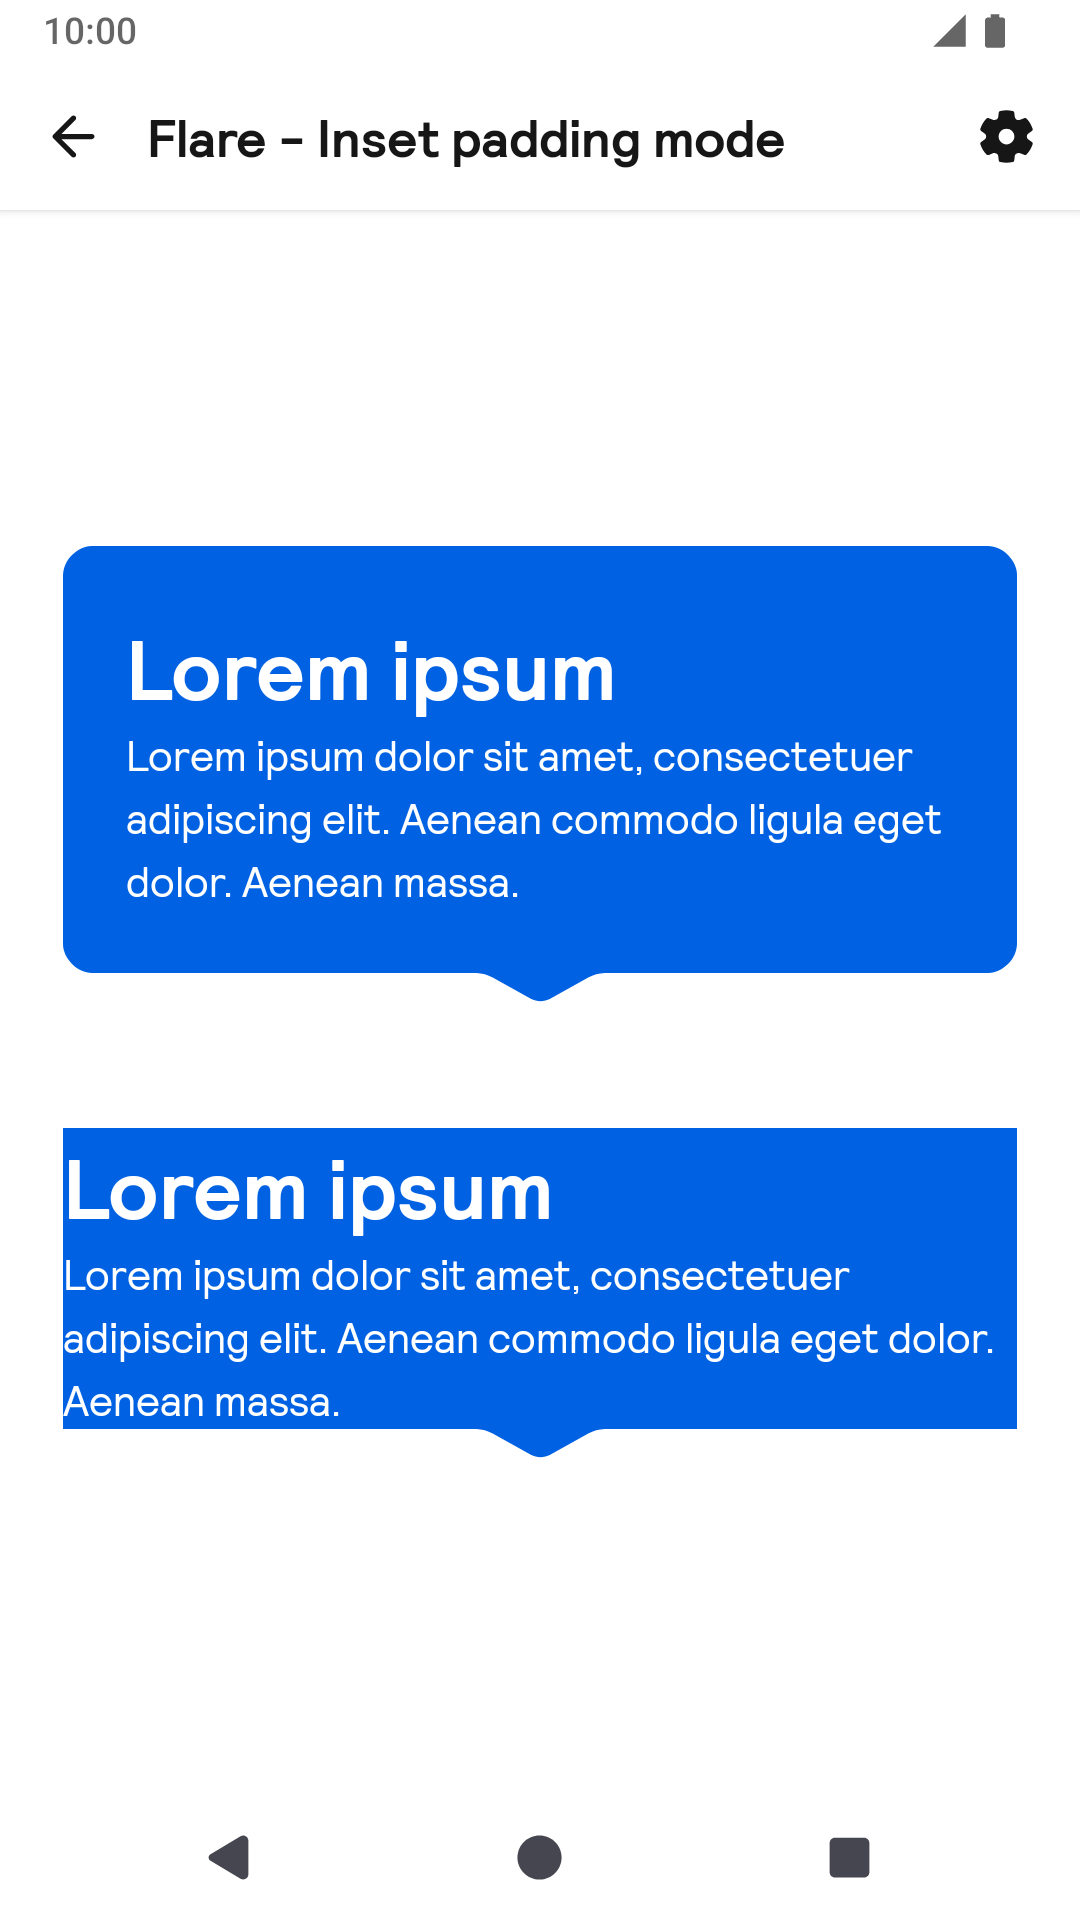 10:00
Flare - Inset padding mode
Lorem ipsum
Lorem ipsum dolor sit amet, consectetuer
adipiscing elit. Aenean commodo ligula eget
dolor. Aenean massa.
Lorem ipsum
Lorem ipsum dolor sit amet, consectetuer
adipiscing elit. Aenean commodo ligula eget dolor.
Aenean massa.